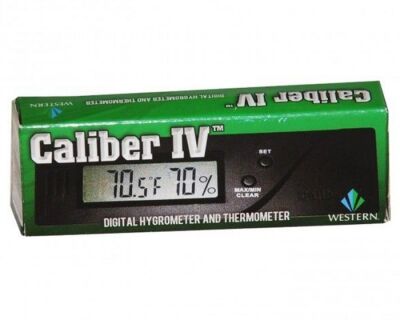 Caliber IV™
DIGITAL HYGROMETER AND THERMOMETER
WESTERN
Caliber IV™
SET
70.5°F 70%
MAX/MIN
CLEAR
DIGITAL HYGROMETER AND THERMOMETER
WESTERN